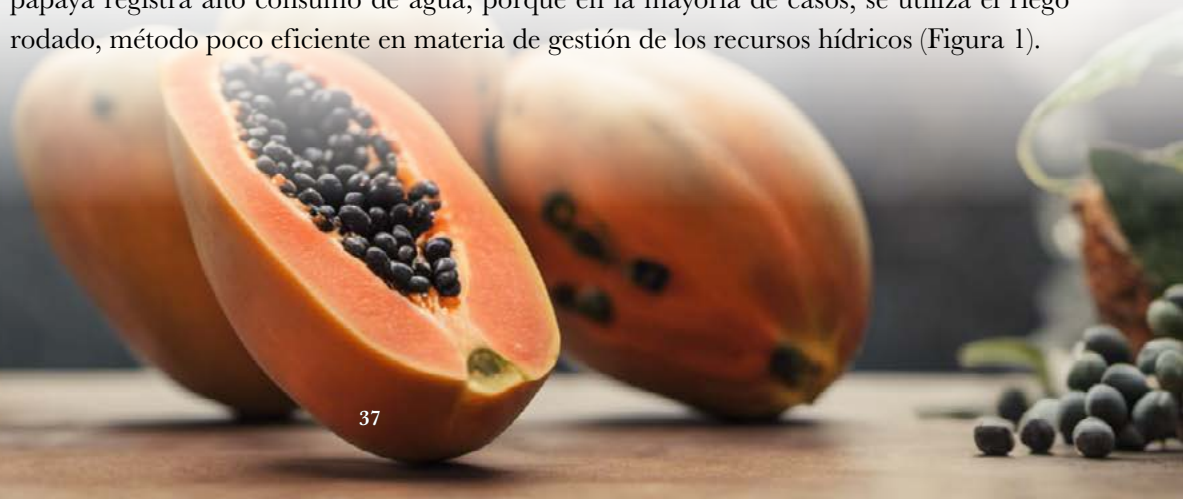 papaya registra alto consumo de agua, porque en la mayoría de casos, se utiliza el riego
rodado, método poco eficiente en materia de gestión de los recursos hídricos (Figura 1).
37